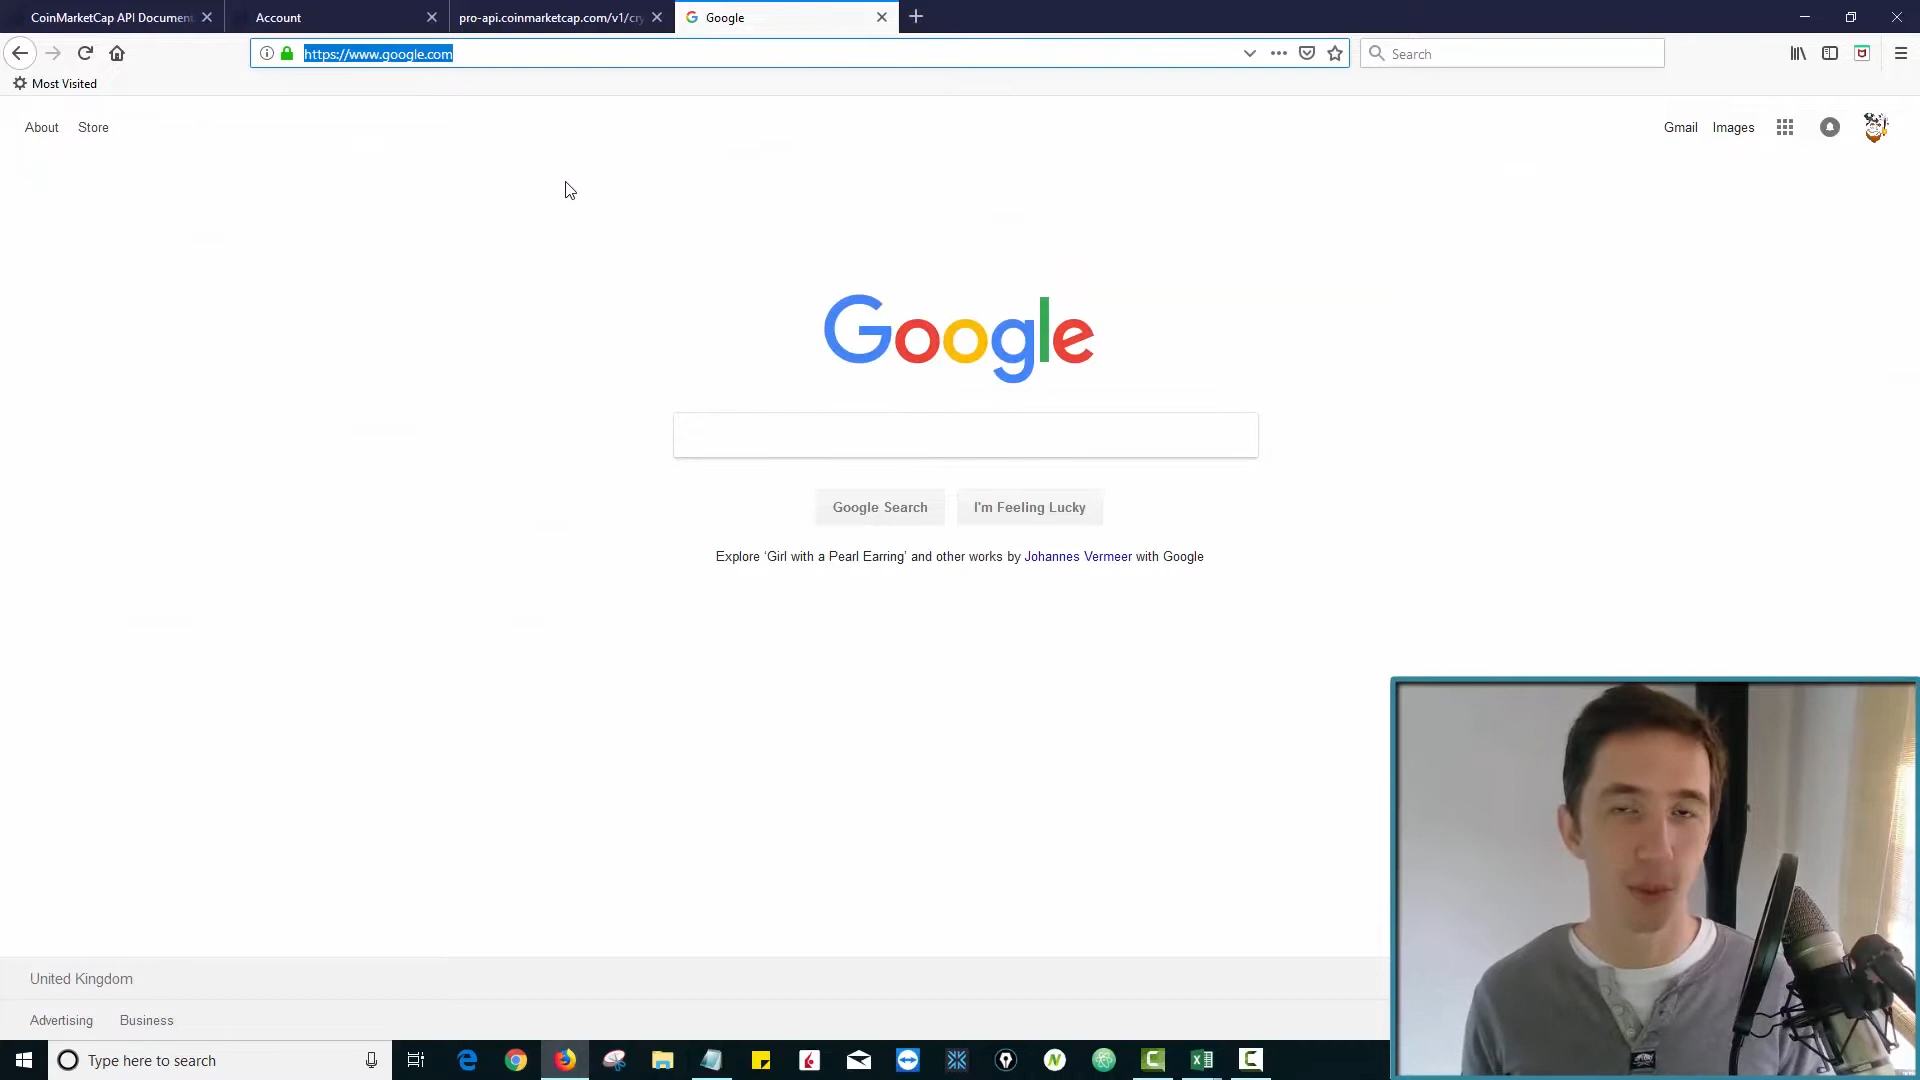 CoinMarketCap API Document
Account
pro-api.coinmarketcap.com/v1/cry
Google
https://www.google.com
Search
Most Visited
About
Store
Gmail
Images
Google
Google Search
I'm Feeling Lucky
Explore ‘Girl with a Pearl Earring’ and other works by Johannes Vermeer with Google
United Kingdom
Advertising
Business
Type here to search